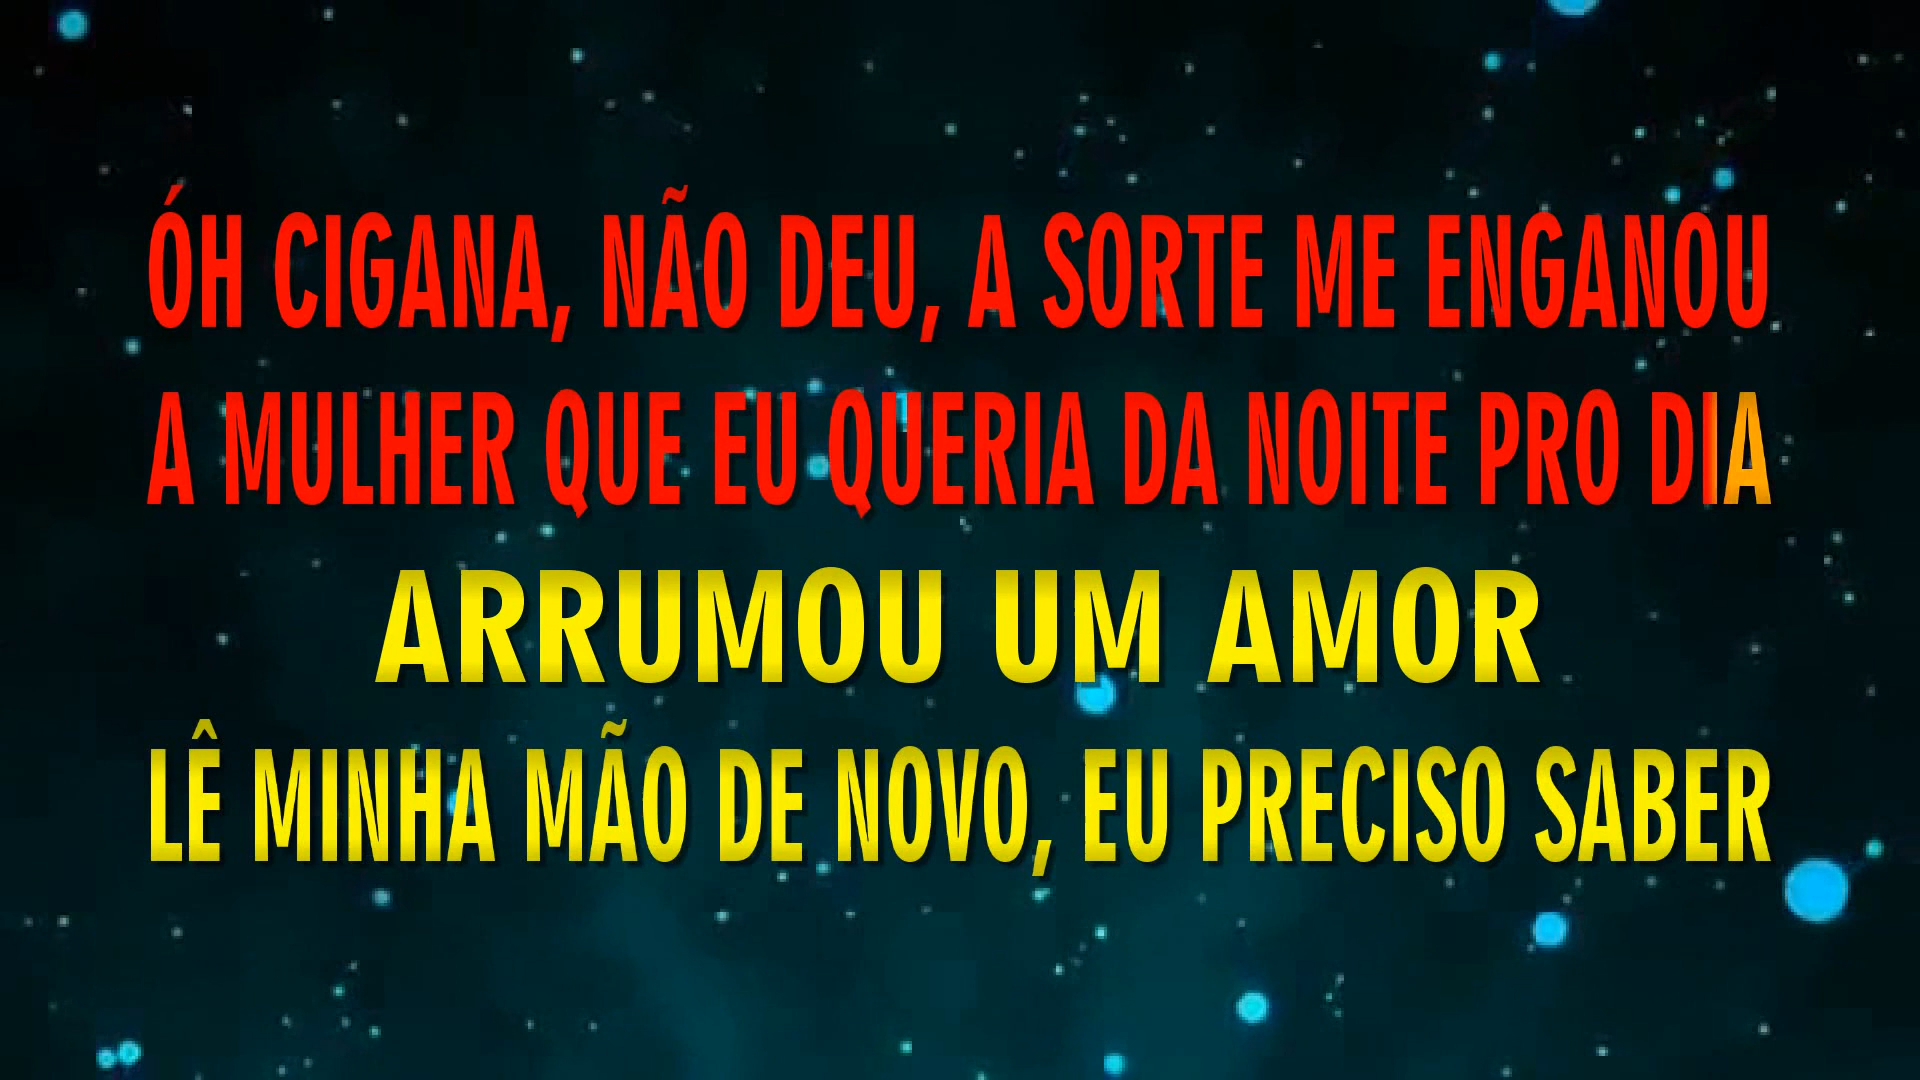 ÓH CIGANA, NÃO DEU, A SORTE ME ENGANOU
A MULHER QUE EU QUERIA DA NOITE PRO DIA
ARRUMOU UM AMOR
LÊ MINHA MÃO DE NOVO, EU PRECISO SABER